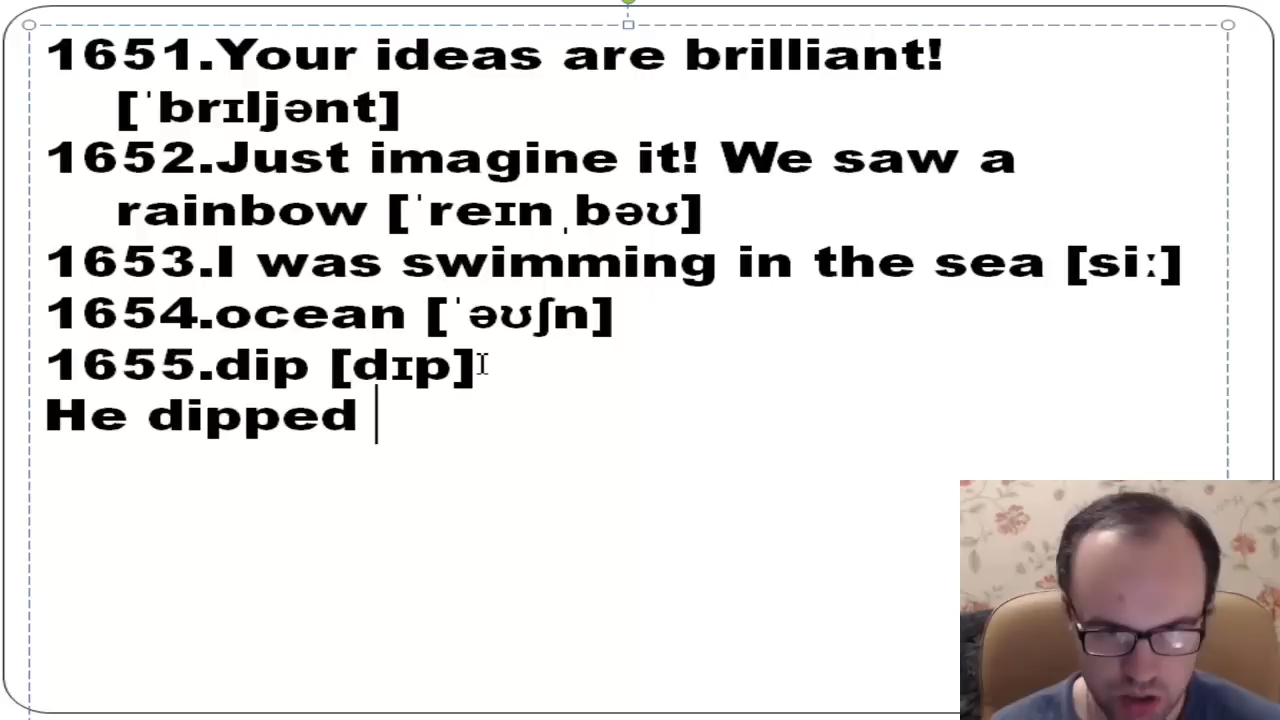 1651.Your ideas are brilliant!
[ˈbrɪljənt]
1652.Just imagine it! We saw a
rainbow [ˈreɪnˌbəʊ]
1653.I was swimming in the sea [siː]
1654.ocean [ˈəʊʃn]
1655.dip [dɪp]
He dipped